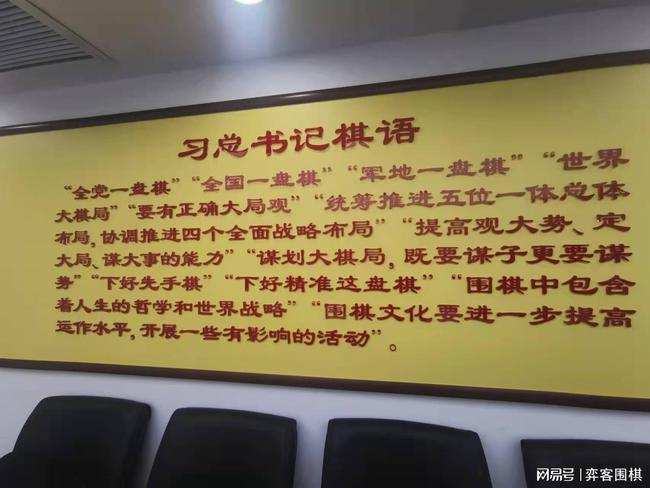 习总书记棋语
“全党一盘棋”“全国一盘棋”“军地一盘棋”“世界
大棋局”“要有正确大局观”“统筹推进五位一体总体
布局,协调推进四个全面战略布局”“提高观大势、定
大局、谋大事的能力”“谋划大棋局,既要谋子更要谋
势”“下好先手棋”“下好精准这盘棋”“围棋中包含
着人生的哲学和世界战略”“围棋文化要进一步提高
运作水平,开展一些有影响的活动”。
网易号 | 弈客围棋